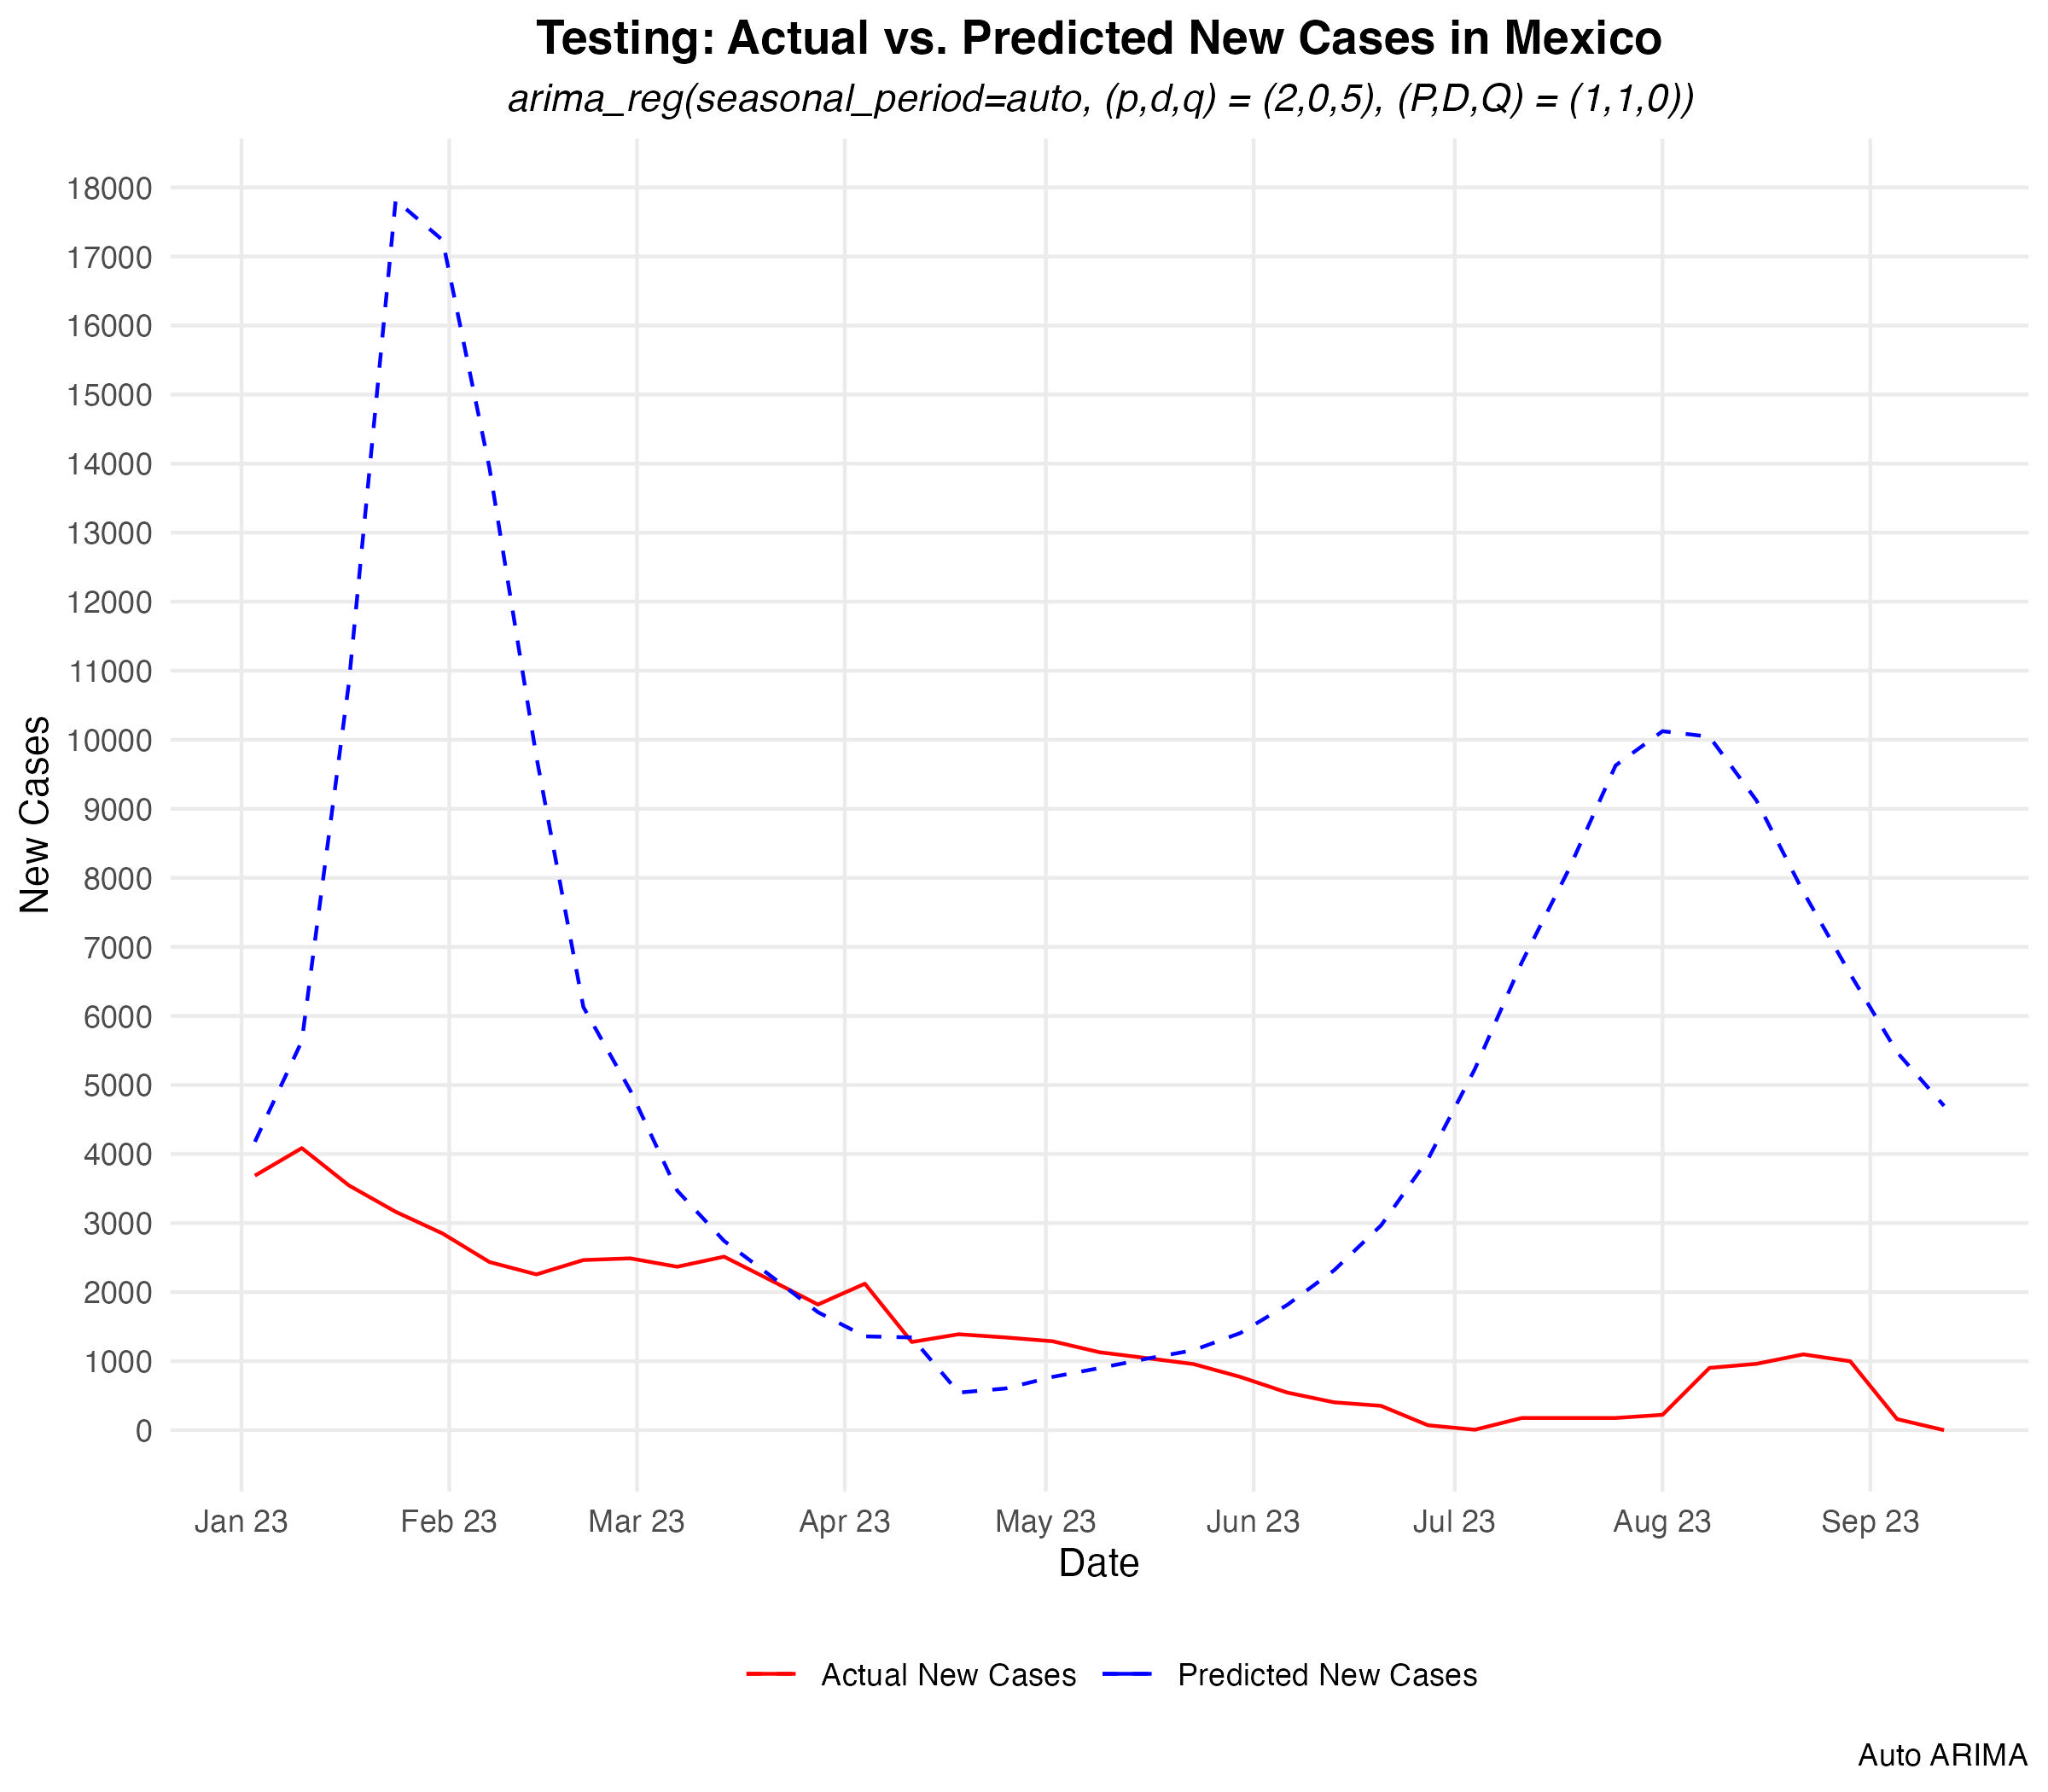 Testing: Actual vs. Predicted New Cases in Mexico
arima_reg(seasonal_period=auto, (p,d,q) = (2,0,5), (P,D,Q) = (1,1,0))
New Cases
18000
17000
16000
15000
14000
13000
12000
11000
10000
9000
8000
7000
6000
5000
4000
3000
2000
1000
0
Jan 23 Feb 23 Mar 23 Apr 23 May 23 Jun 23 Jul 23 Aug 23 Sep 23
Date
Actual New Cases Predicted New Cases
Auto ARIMA